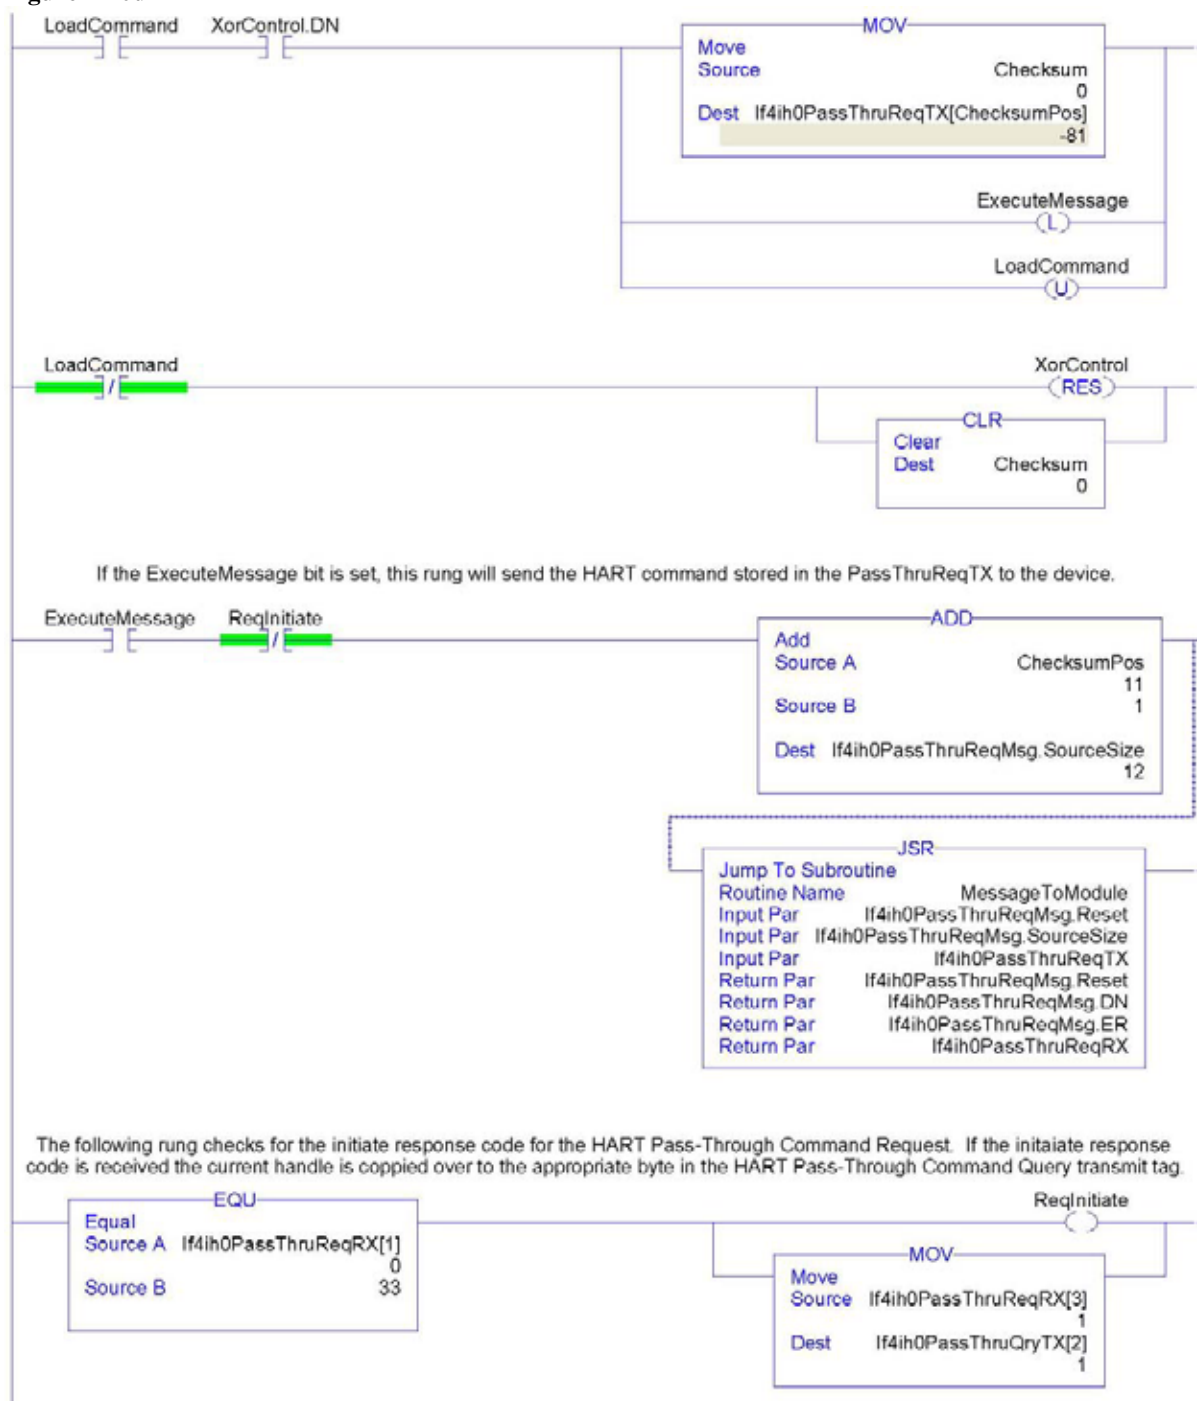 LoadCommand XorControl.DN
MOV
Move
Source Checksum
0
Dest If4ih0PassThruReqTX[ChecksumPos]
-81
ExecuteMessage
(L)
LoadCommand
(U)
LoadCommand
/
XorControl
(RES)
CLR
Clear
Dest Checksum
0
If the ExecuteMessage bit is set, this rung will send the HART command stored in the PassThruReqTX to the device.
ExecuteMessage ReqInitiate
/
ADD
Add
Source A ChecksumPos
11
Source B 1
Dest If4ih0PassThruReqMsg.SourceSize
12
JSR
Jump To Subroutine
Routine Name MessageToModule
Input Par If4ih0PassThruReqMsg.Reset
Input Par If4ih0PassThruReqMsg.SourceSize
Input Par If4ih0PassThruReqTX
Return Par If4ih0PassThruReqMsg.Reset
Return Par If4ih0PassThruReqMsg.DN
Return Par If4ih0PassThruReqMsg.ER
Return Par If4ih0PassThruReqRX
The following rung checks for the initiate response code for the HART Pass-Through Command Request. If the initaiate response
code is received the current handle is coppied over to the appropriate byte in the HART Pass-Through Command Query transmit tag.
EQU
Equal
Source A If4ih0PassThruReqRX[1]
0
Source B 33
ReqInitiate
MOV
Move
Source If4ih0PassThruReqRX[3]
1
Dest If4ih0PassThruQryTX[2]
1